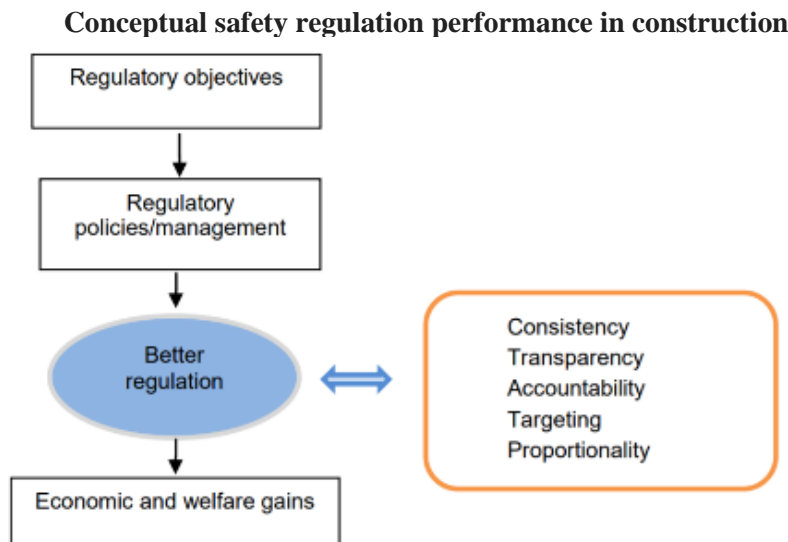 Conceptual safety regulation performance in construction
Regulatory objectives
Regulatory
policies/management
Better
regulation
Economic and welfare gains
Consistency
Transparency
Accountability
Targeting
Proportionality